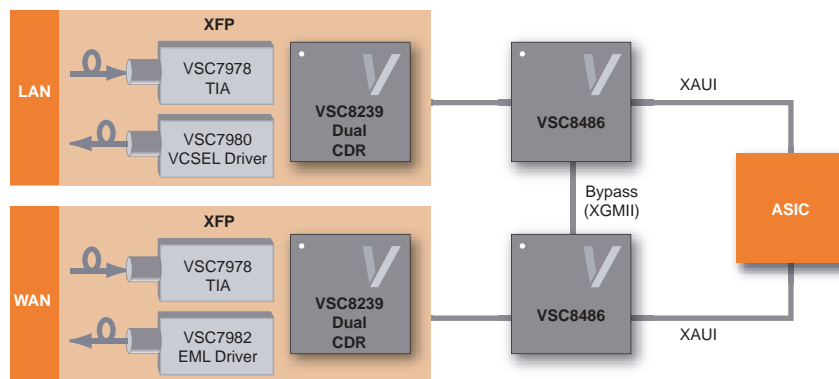 XFP
LAN
VSC7978
TIA
VSC7980
VCSEL Driver
VSC8239
Dual
CDR
VSC8486
XAUI
Bypass
(XGMII)
ASIC
XFP
WAN
VSC7978
TIA
VSC7982
EML Driver
VSC8239
Dual
CDR
VSC8486
XAUI